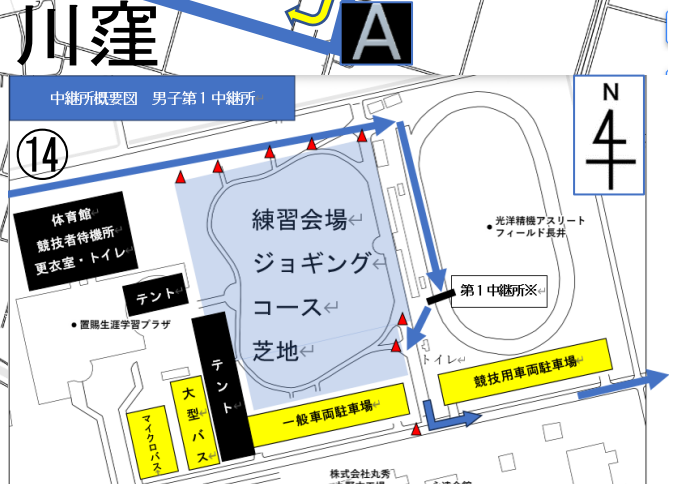 川窪
A
中継所概要図　男子第１中継所
N
⑭
体育館
競技者待機所
更衣室・トイレ
練習会場
ジョギング
コース
芝地
光洋精機アスリート
フィールド長井
テント
第１中継所※
置賜生涯学習プラザ
テント
トイレ
競技用車両駐車場
大型バス
マイクロバス
一般車両駐車場
株式会社丸秀